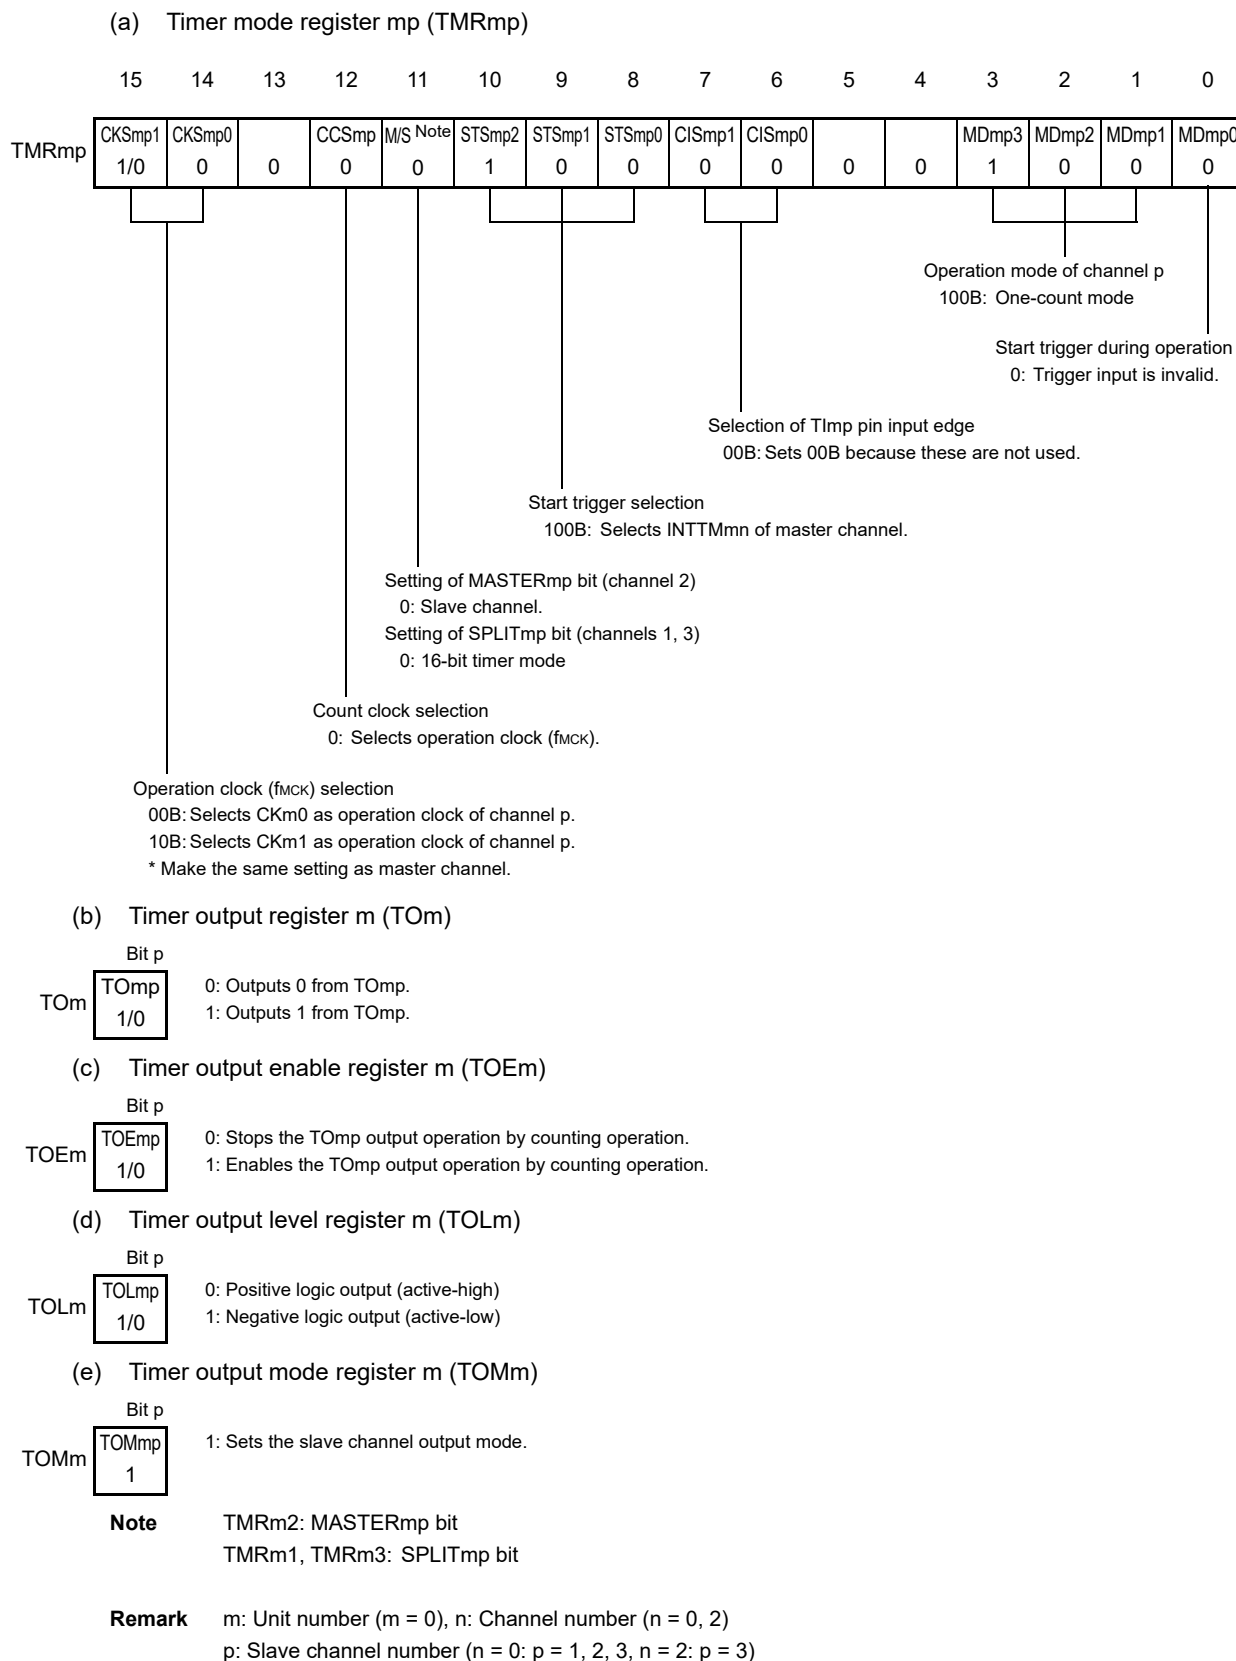 (a) Timer mode register mp (TMRmp)
15 14 13 12 11 10 9 8 7 6 5 4 3 2 1 0
TMRmp CKSmp1 CKSmp0 CCSmp M/S Note STSmp2 STSmp1 STSmp0 CISmp1 CISmp0 MDmp3 MDmp2 MDmp1 MDmp0
1/0 0 0 0 0 1 0 0 0 0 0 0 1 0 0 0
Operation mode of channel p
100B: One-count mode
Start trigger during operation
0: Trigger input is invalid.
Selection of TImp pin input edge
00B: Sets 00B because these are not used.
Start trigger selection
100B: Selects INTTMmn of master channel.
Setting of MASTERmp bit (channel 2)
0: Slave channel.
Setting of SPLITmp bit (channels 1, 3)
0: 16-bit timer mode
Count clock selection
0: Selects operation clock (fMCK).
Operation clock (fMCK) selection
00B: Selects CKm0 as operation clock of channel p.
10B: Selects CKm1 as operation clock of channel p.
* Make the same setting as master channel.
(b) Timer output register m (TOm)
Bit p
TOm TOmp 1/0
0: Outputs 0 from TOmp.
1: Outputs 1 from TOmp.
(c) Timer output enable register m (TOEm)
Bit p
TOEm TOEmp 1/0
0: Stops the TOmp output operation by counting operation.
1: Enables the TOmp output operation by counting operation.
(d) Timer output level register m (TOLm)
Bit p
TOLm TOLmp 1/0
0: Positive logic output (active-high)
1: Negative logic output (active-low)
(e) Timer output mode register m (TOMm)
Bit p
TOMm TOMmp 1
1: Sets the slave channel output mode.
Note TMRm2: MASTERmp bit
TMRm1, TMRm3: SPLITmp bit
Remark m: Unit number (m = 0), n: Channel number (n = 0, 2)
p: Slave channel number (n = 0: p = 1, 2, 3, n = 2: p = 3)